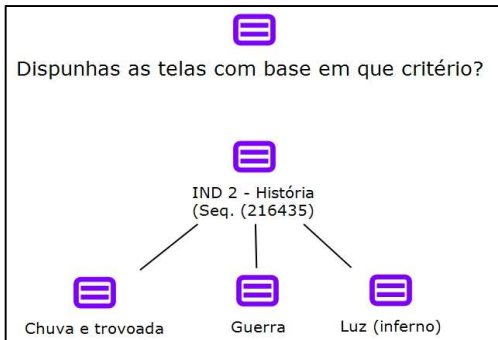 Dispunhas as telas com base em que critério?
IND 2 - História
(Seq. (216435)
Chuva e trovoada
Guerra
Luz (inferno)